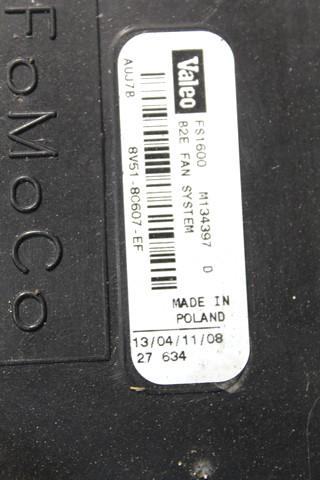 FoMoCo
Valeo
FS1600 M134397 D
82E FAN SYSTEM
AUJ7B
8V51-8C607-EF
MADE IN
POLAND
13/04/11/08
27 634